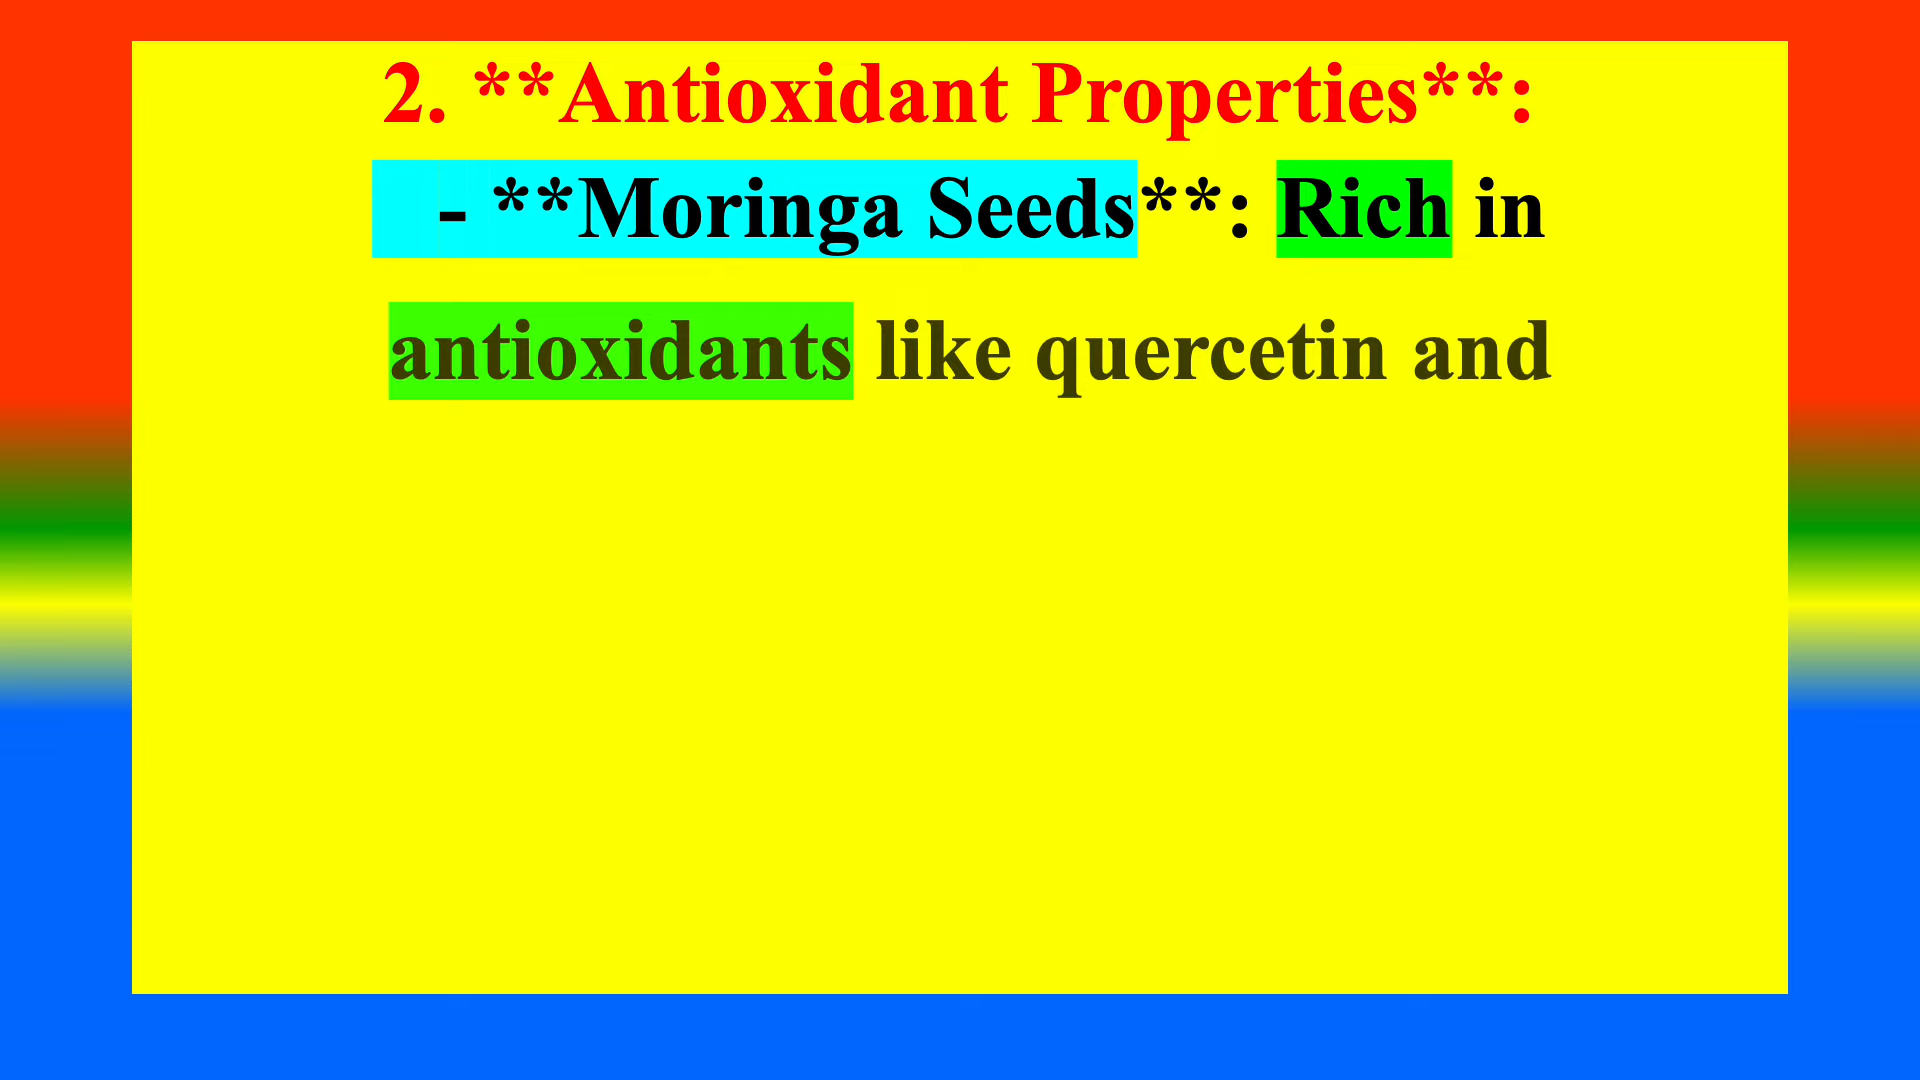 2. **Antioxidant Properties**:
- **Moringa Seeds**: Rich in
antioxidants like quercetin and